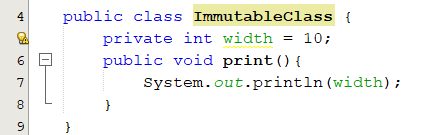 4 public class ImmutableClass {
private int width = 10;
6 public void print(){
7 System.out.println(width);
8 }
9 }